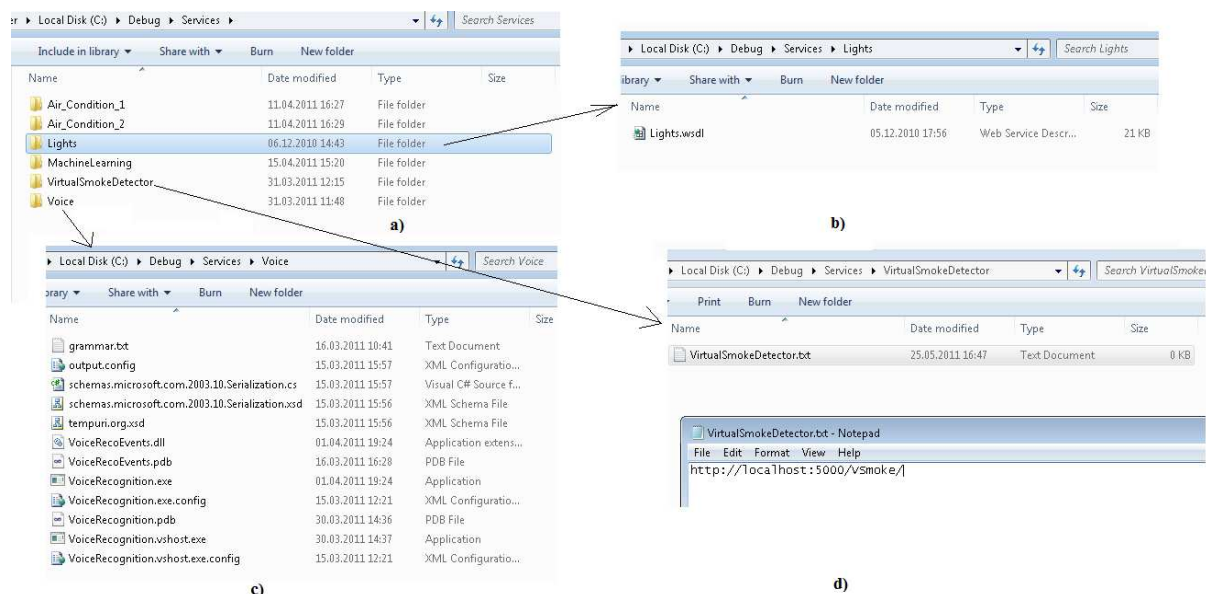 er ▸ Local Disk (C:) ▸ Debug ▸ Services ▸ Search Services
Include in library ▾ Share with ▾ Burn New folder
Name Date modified Type Size
Air_Condition_1 11.04.2011 16:27 File folder
Air_Condition_2 11.04.2011 16:29 File folder
Lights 06.12.2010 14:43 File folder
MachineLearning 15.04.2011 15:20 File folder
VirtualSmokeDetector 31.03.2011 12:15 File folder
Voice 31.03.2011 11:48 File folder
a)
▸ Local Disk (C:) ▸ Debug ▸ Services ▸ Lights Search Lights
ibrary ▾ Share with ▾ Burn New folder
Name Date modified Type Size
Lights.wsdl 05.12.2010 17:56 Web Service Descr... 21 KB
b)
▸ Local Disk (C:) ▸ Debug ▸ Services ▸ Voice Search Voice
orary ▾ Share with ▾ Burn New folder
Name Date modified Type Size
grammar.txt 16.03.2011 10:41 Text Document
output.config 15.03.2011 15:57 XML Configuratio...
schemas.microsoft.com.2003.10.Serialization.cs 15.03.2011 15:57 Visual C# Source f...
schemas.microsoft.com.2003.10.Serialization.xsd 15.03.2011 15:56 XML Schema File
tempuri.org.xsd 15.03.2011 15:56 XML Schema File
VoiceRecoEvents.dll 01.04.2011 19:24 Application extens...
VoiceRecoEvents.pdb 16.03.2011 16:28 PDB File
VoiceRecognition.exe 01.04.2011 19:24 Application
VoiceRecognition.exe.config 15.03.2011 12:21 XML Configuratio...
VoiceRecognition.pdb 30.03.2011 14:36 PDB File
VoiceRecognition.vshost.exe 30.03.2011 14:37 Application
VoiceRecognition.vshost.exe.config 15.03.2011 12:21 XML Configuratio...
c)
▸ Local Disk (C:) ▸ Debug ▸ Services ▸ VirtualSmokeDetector Search VirtualSmoke
Print Burn New folder
Name Date modified Type Size
VirtualSmokeDetector.txt 25.05.2011 16:47 Text Document 0 KB
VirtualSmokeDetector.txt - Notepad
File Edit Format View Help
http://localhost:5000/VSmoke/
d)